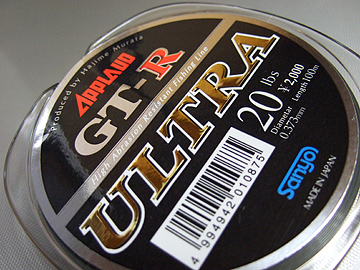 Produced by Hajime Murata
APPLAUD
GT-R
High Abrasion Resistant Fishing Line
ULTRA
20 lbs
¥2,000
Diameter Length
0.373mm 100m
4 994942 010875
Sanyo
MADE IN JAPAN